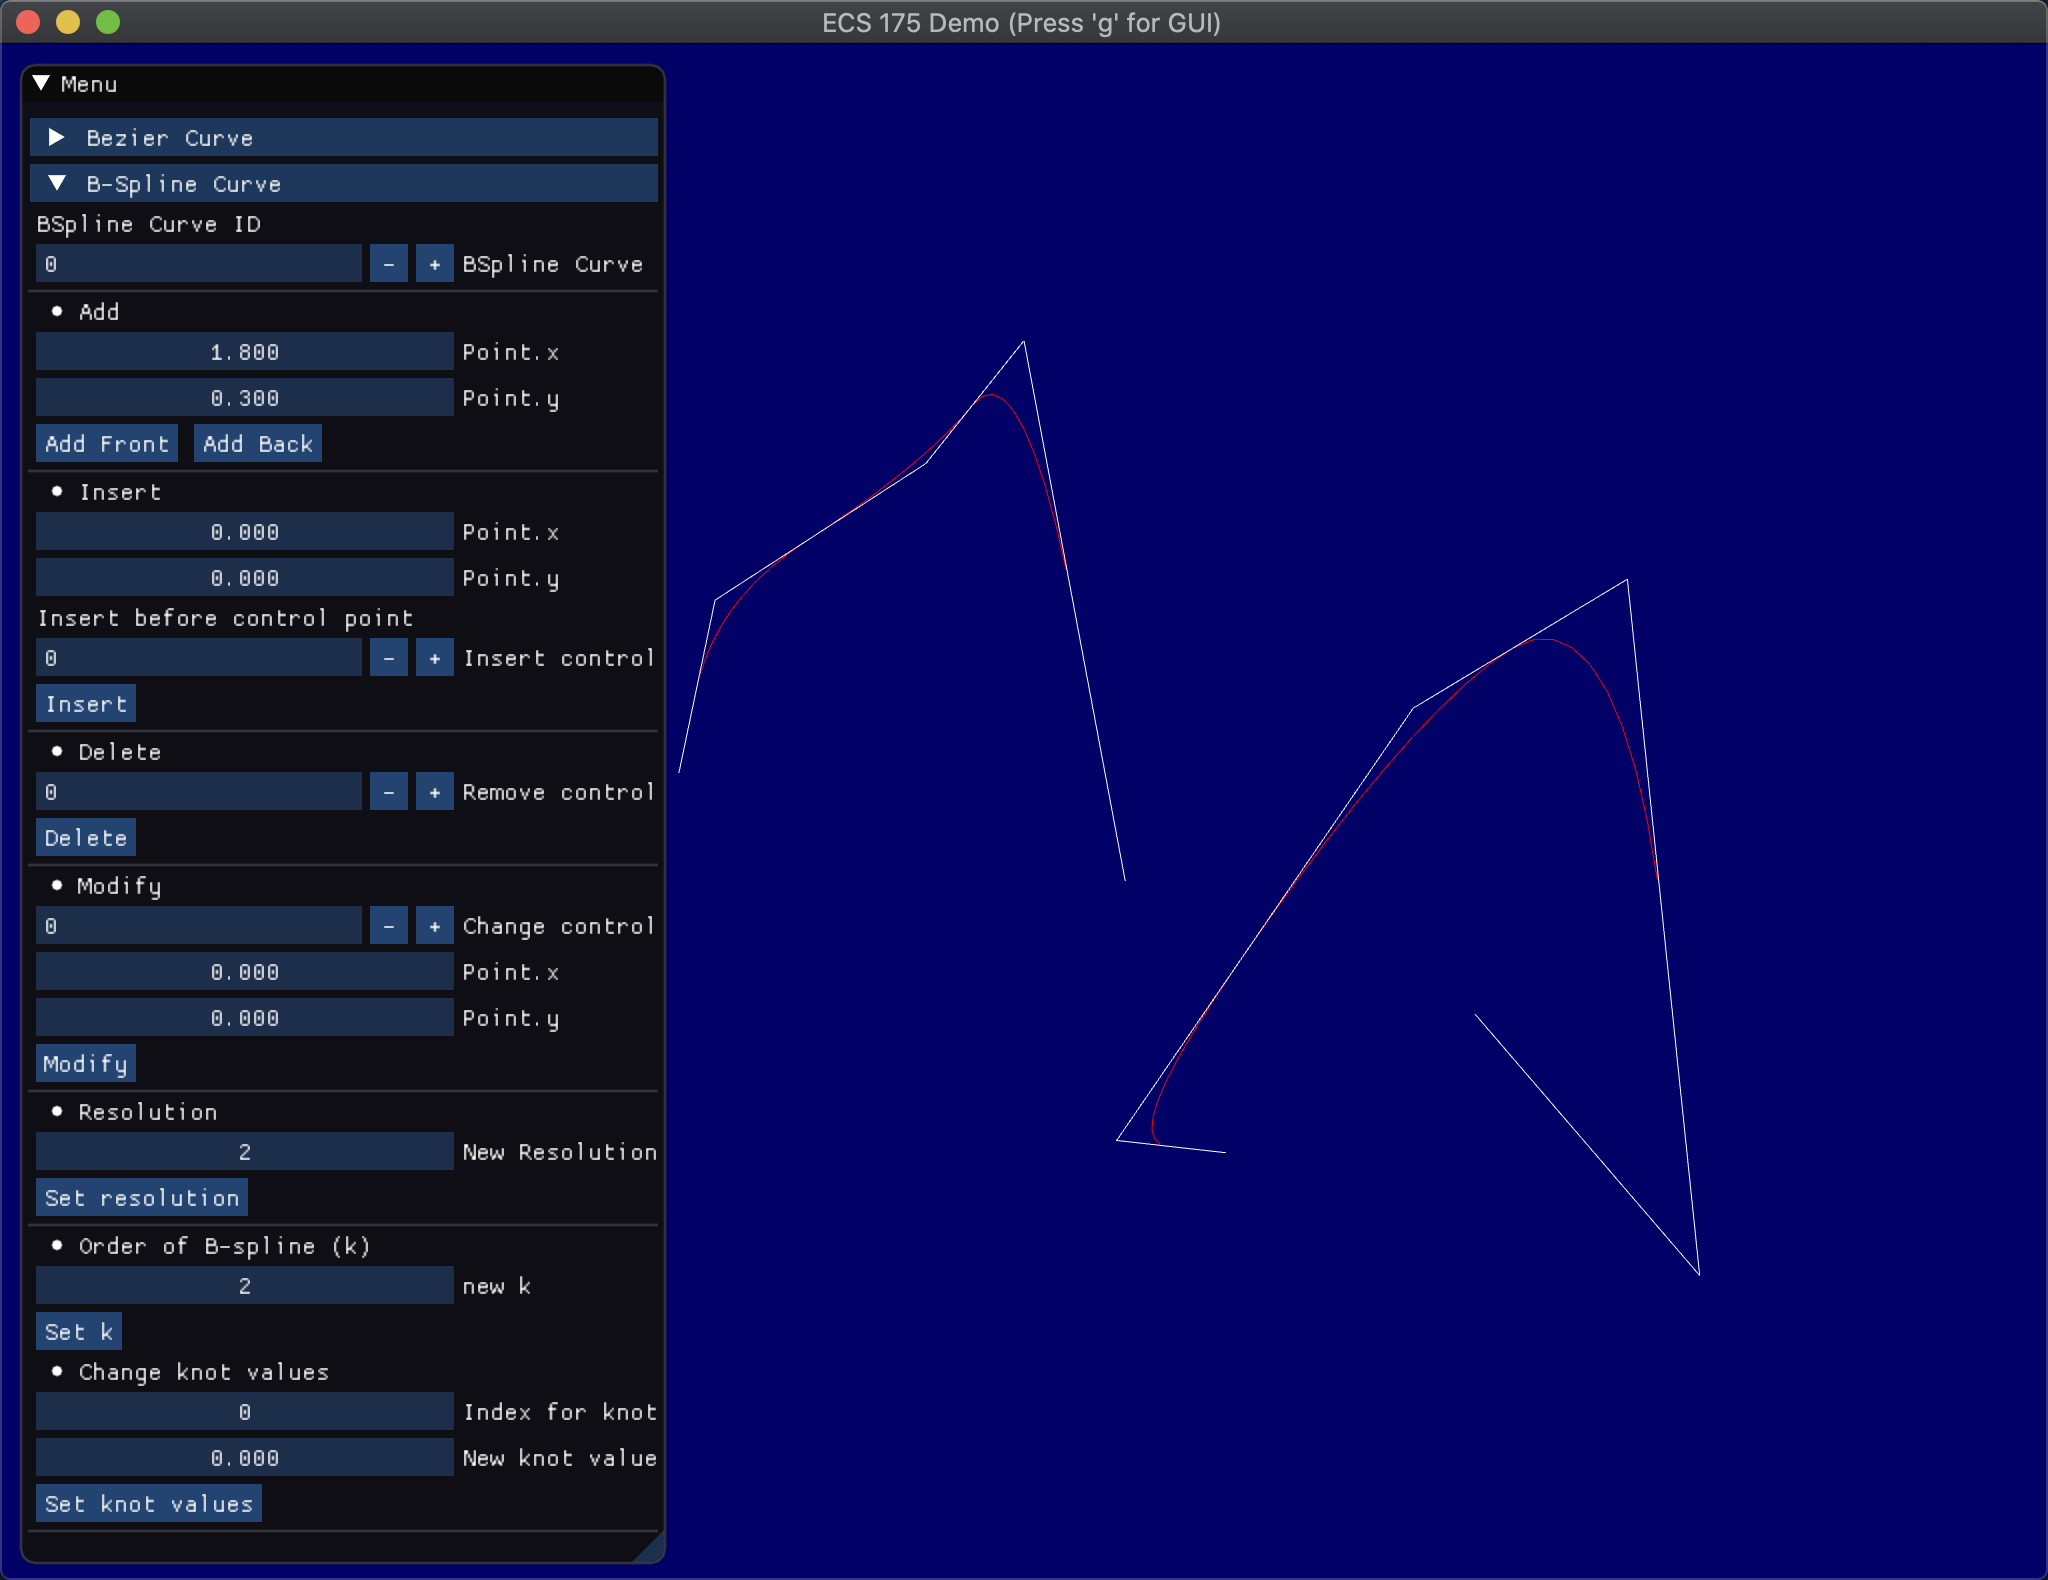 ECS 175 Demo (Press 'g' for GUI)
Menu
Bezier Curve
B-Spline Curve
BSpline Curve ID
0 - + BSpline Curve
Add
1.800 Point.x
0.300 Point.y
Add Front Add Back
Insert
0.000 Point.x
0.000 Point.y
Insert before control point
0 - + Insert control
Insert
Delete
0 - + Remove control
Delete
Modify
0 - + Change control
0.000 Point.x
0.000 Point.y
Modify
Resolution
2 New Resolution
Set resolution
Order of B-spline (k)
2 new k
Set k
Change knot values
0 Index for knot
0.000 New knot value
Set knot values